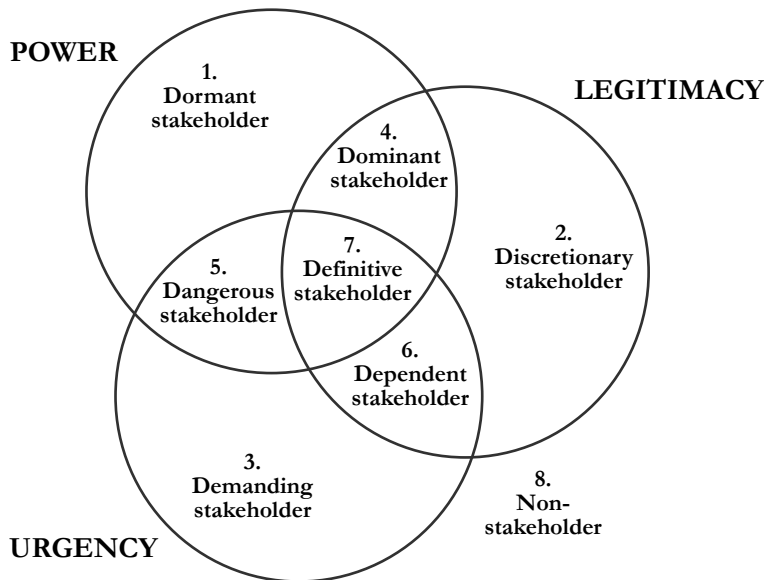 POWER
1.
Dormant
stakeholder
LEGITIMACY
4.
Dominant
stakeholder
2.
Discretionary
stakeholder
5.
Dangerous
stakeholder
7.
Definitive
stakeholder
6.
Dependent
stakeholder
3.
Demanding
stakeholder
8.
Non-
stakeholder
URGENCY